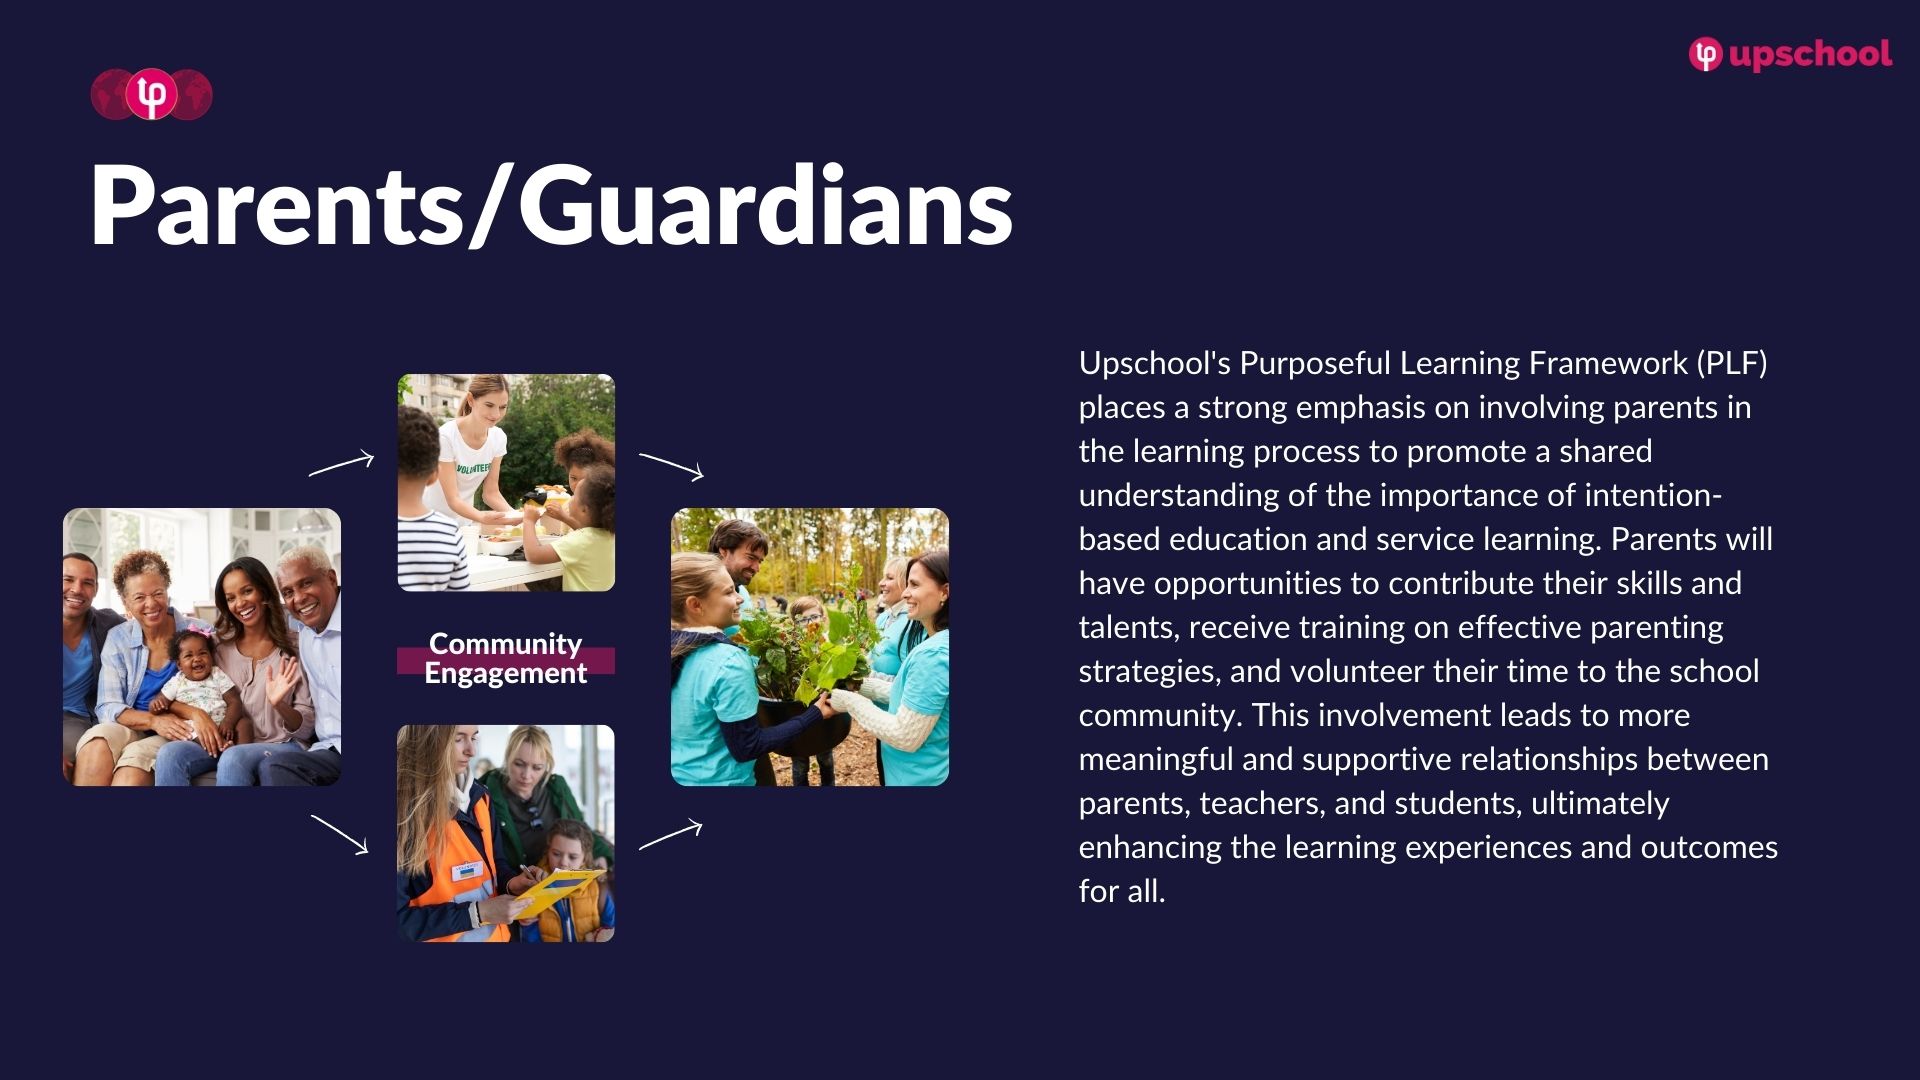 upschool
Parents/Guardians
VOLUNTEER
Community
Engagement
Upschool's Purposeful Learning Framework (PLF)
places a strong emphasis on involving parents in
the learning process to promote a shared
understanding of the importance of intention-
based education and service learning. Parents will
have opportunities to contribute their skills and
talents, receive training on effective parenting
strategies, and volunteer their time to the school
community. This involvement leads to more
meaningful and supportive relationships between
parents, teachers, and students, ultimately
enhancing the learning experiences and outcomes
for all.